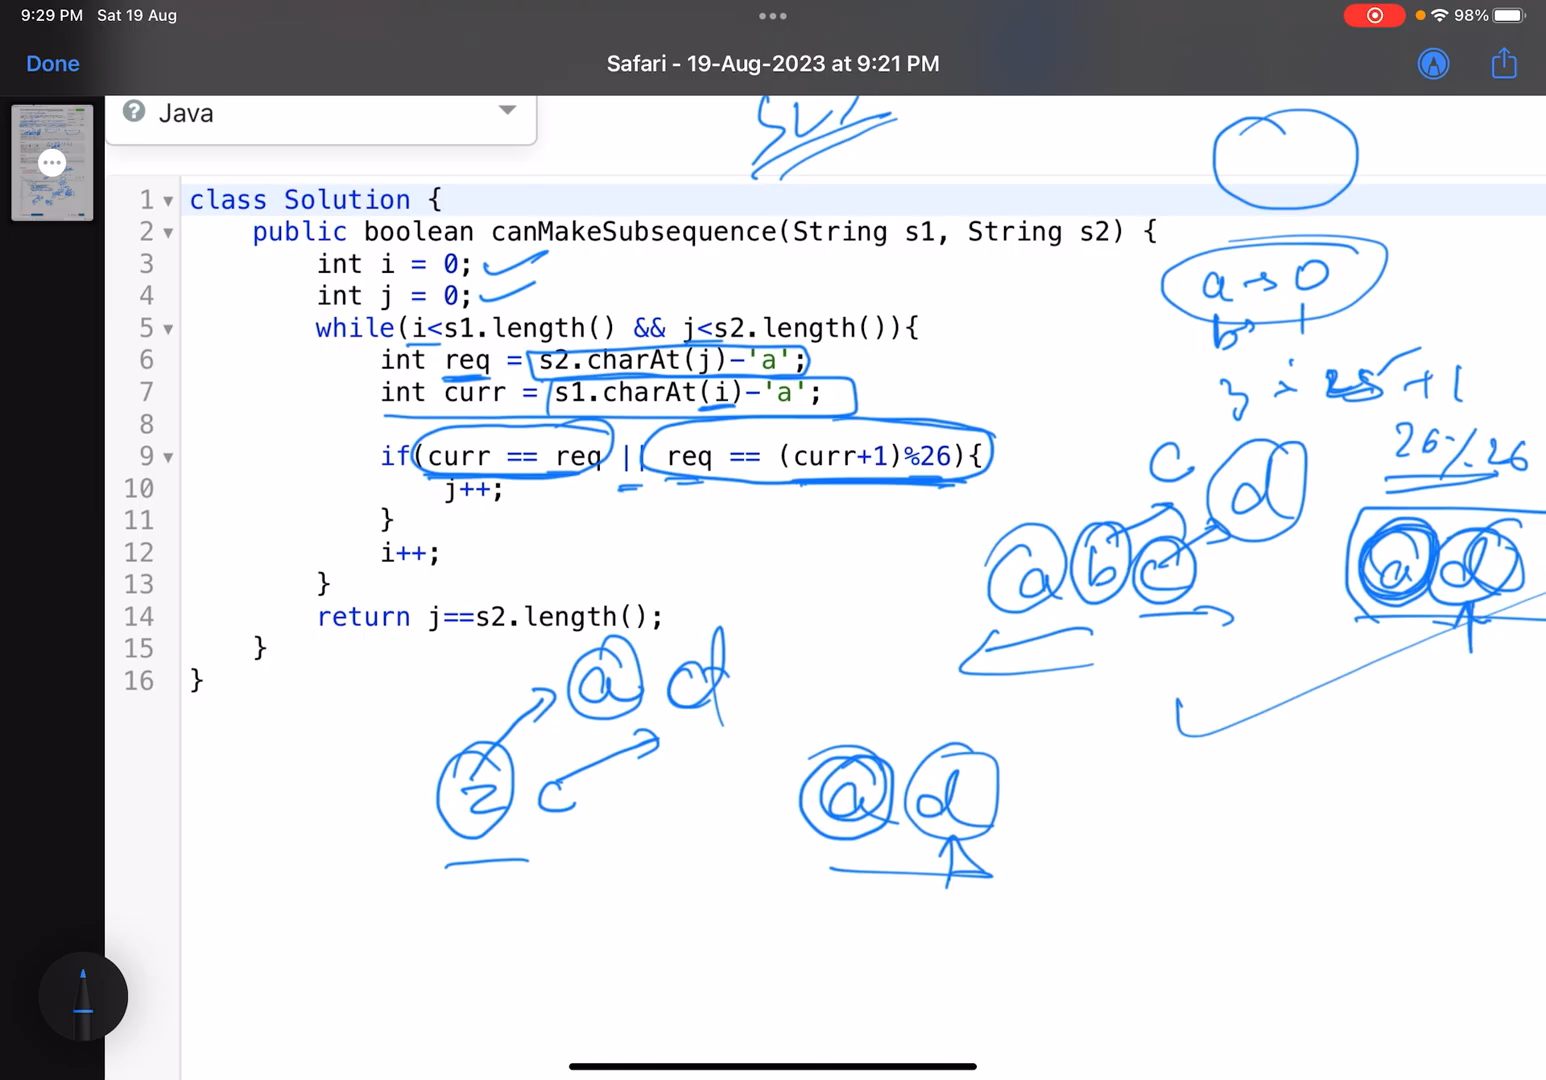 9:29 PM Sat 19 Aug
98%
Done
Safari - 19-Aug-2023 at 9:21 PM
Java
1 class Solution {
2 public boolean canMakeSubsequence(String s1, String s2) {
3 int i = 0;
4 int j = 0;
5 while(i<s1.length() && j<s2.length()){
6 int req = s2.charAt(j)-'a';
7 int curr = s1.charAt(i)-'a';
8
9 if(curr == req || req == (curr+1)%26){
10 j++;
11 }
12 i++;
13 }
14 return j==s2.length();
15 }
16 }
a → 0
b → 1
25 + 1
26 % 26
c d
a b c
a d
a d
z c
a d